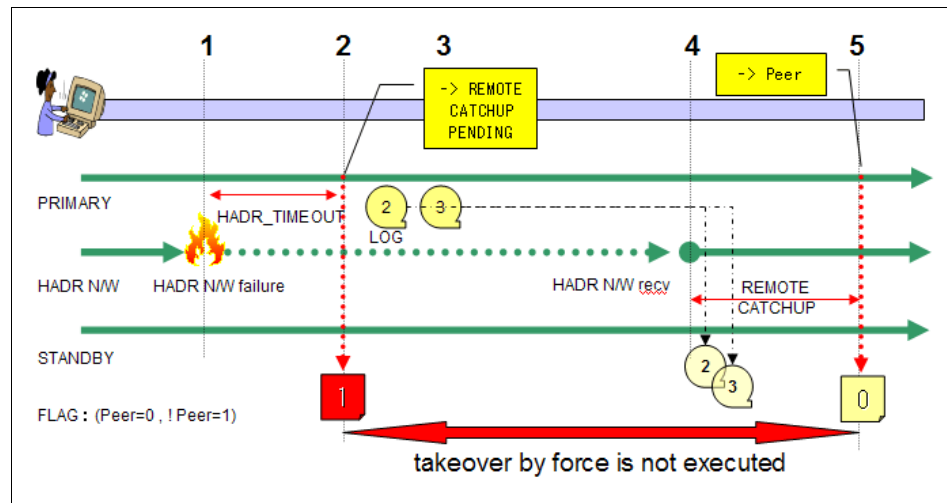 1 2 3 4 5
-> REMOTE
CATCHUP
PENDING
-> Peer
PRIMARY
HADR_TIMEOUT
2 3
LOG
HADR N/W
HADR N/W failure
HADR N/W recv
REMOTE
CATCHUP
STANDBY
2
3
FLAG : (Peer=0 , ! Peer=1)
1
0
takeover by force is not executed